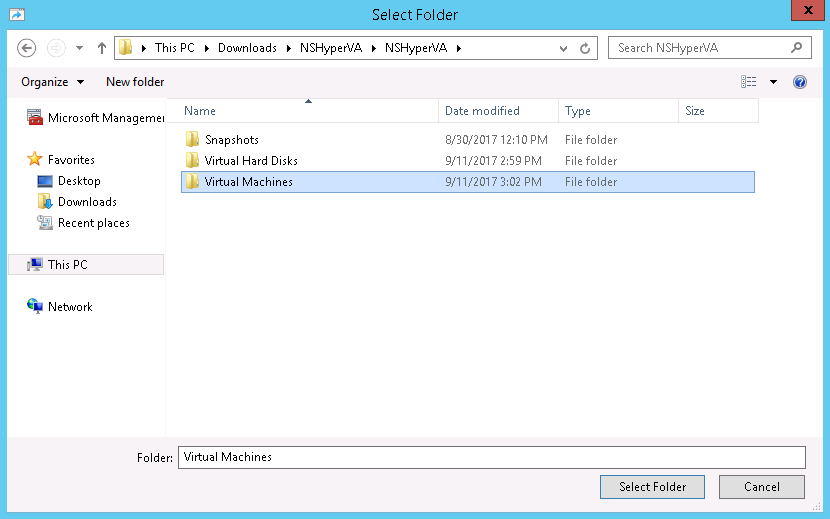 Select Folder
This PC Downloads NSHyperVA NSHyperVA Search NSHyperVA
Organize New folder
Name Date modified Type Size
Microsoft Managemer
Snapshots 8/30/2017 12:10 PM File folder
Favorites Virtual Hard Disks 9/11/2017 2:59 PM File folder
Desktop Virtual Machines 9/11/2017 3:02 PM File folder
Downloads
Recent places
This PC
Network
Folder: Virtual Machines
Select Folder Cancel